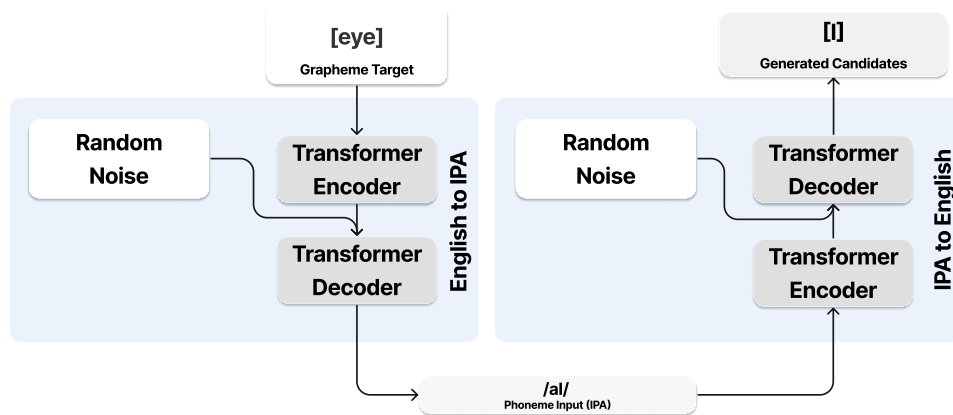 [eye]
Grapheme Target
Random
Noise
Transformer
Encoder
Transformer
Decoder
English to IPA
/aI/
Phoneme Input (IPA)
[I]
Generated Candidates
Random
Noise
Transformer
Decoder
Transformer
Encoder
IPA to English